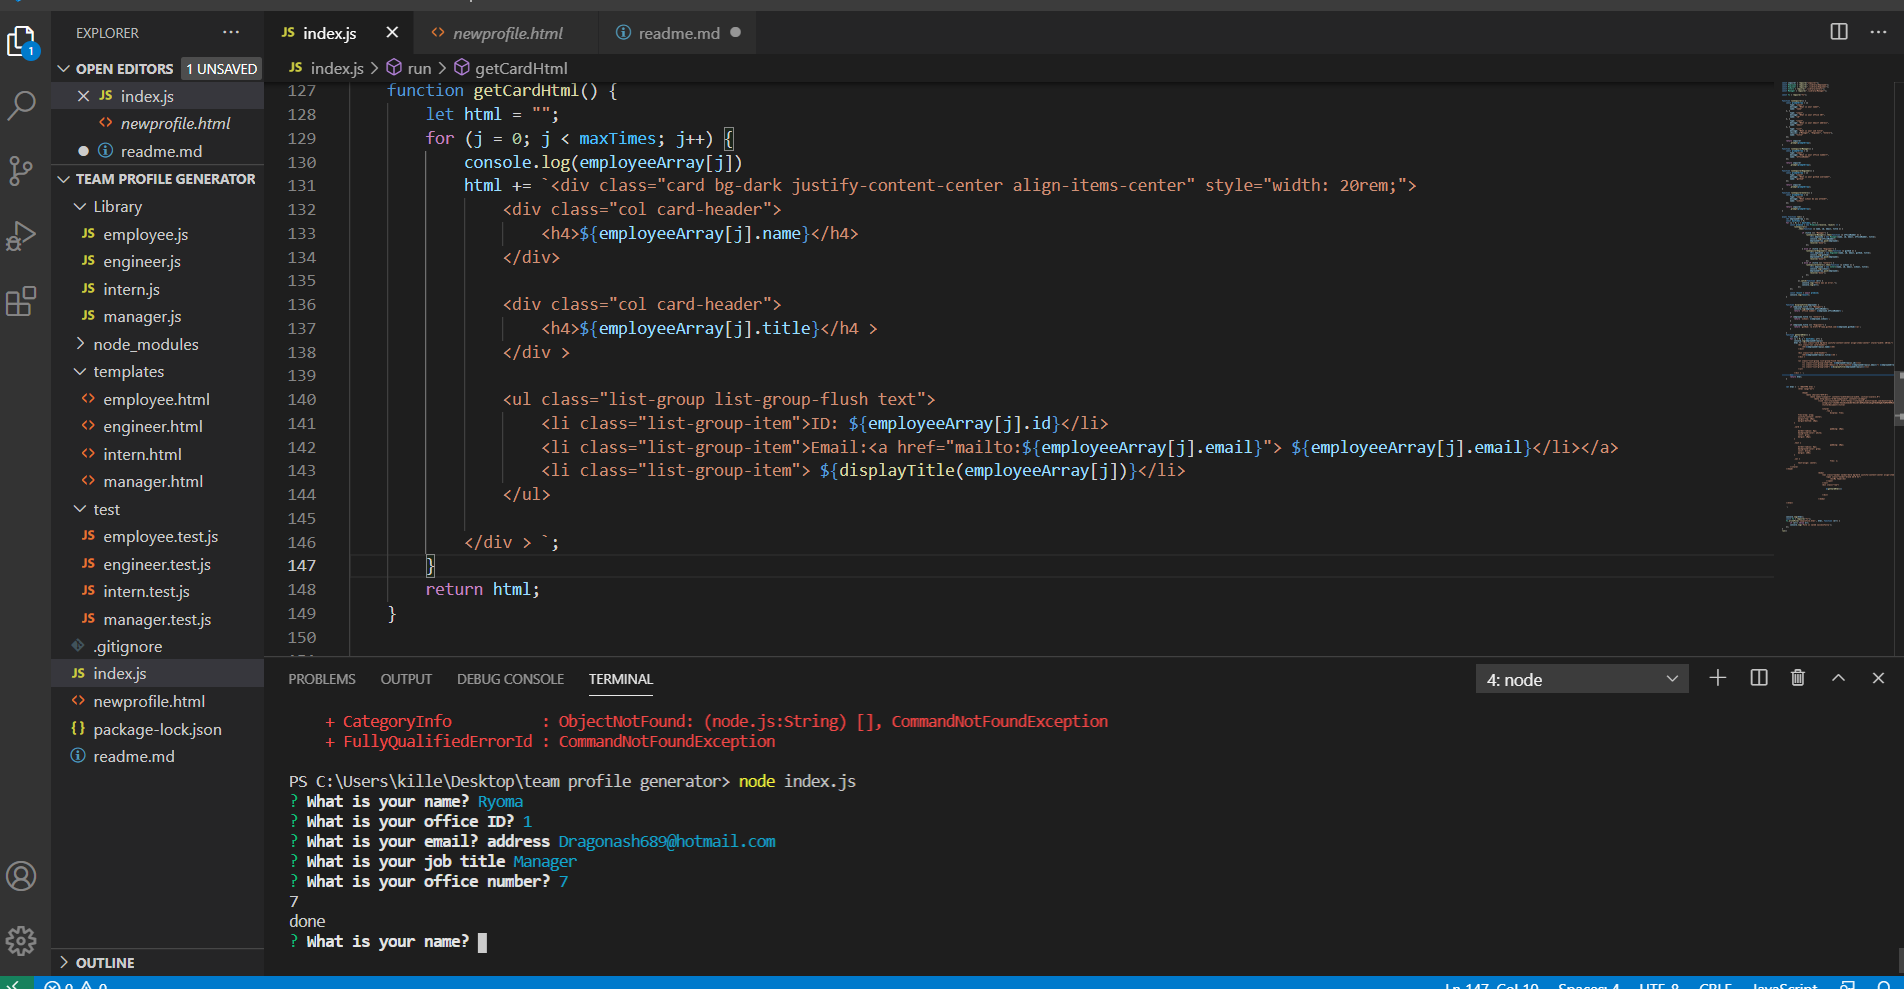 EXPLORER
OPEN EDITORS 1 UNSAVED
JS index.js
<> newprofile.html
readme.md
TEAM PROFILE GENERATOR
Library
JS employee.js
JS engineer.js
JS intern.js
JS manager.js
node_modules
templates
<> employee.html
<> engineer.html
<> intern.html
<> manager.html
test
JS employee.test.js
JS engineer.test.js
JS intern.test.js
JS manager.test.js
.gitignore
JS index.js
<> newprofile.html
{} package-lock.json
readme.md
OUTLINE
1
JS index.js <> newprofile.html readme.md
JS index.js > run > getCardHtml
127 function getCardHtml() {
128 let html = "";
129 for (j = 0; j < maxTimes; j++) {
130 console.log(employeeArray[j])
131 html += `<div class="card bg-dark justify-content-center align-items-center" style="width: 20rem;">
132 <div class="col card-header">
133 <h4>${employeeArray[j].name}</h4>
134 </div>
135
136 <div class="col card-header">
137 <h4>${employeeArray[j].title}</h4 >
138 </div >
139
140 <ul class="list-group list-group-flush text">
141 <li class="list-group-item">ID: ${employeeArray[j].id}</li>
142 <li class="list-group-item">Email:<a href="mailto:${employeeArray[j].email}"> ${employeeArray[j].email}</li></a>
143 <li class="list-group-item"> ${displayTitle(employeeArray[j])}</li>
144 </ul>
145
146 </div > `;
147 }
148 return html;
149 }
150
PROBLEMS OUTPUT DEBUG CONSOLE TERMINAL 4: node
+ CategoryInfo : ObjectNotFound: (node.js:String) [], CommandNotFoundException
+ FullyQualifiedErrorId : CommandNotFoundException
PS C:\Users\kille\Desktop\team profile generator> node index.js
? What is your name? Ryoma
? What is your office ID? 1
? What is your email? address Dragonash689@hotmail.com
? What is your job title Manager
? What is your office number? 7
7
done
? What is your name?
0 0 Ln 147, Col 10 Spaces: 4 UTF-8 CRLF JavaScript